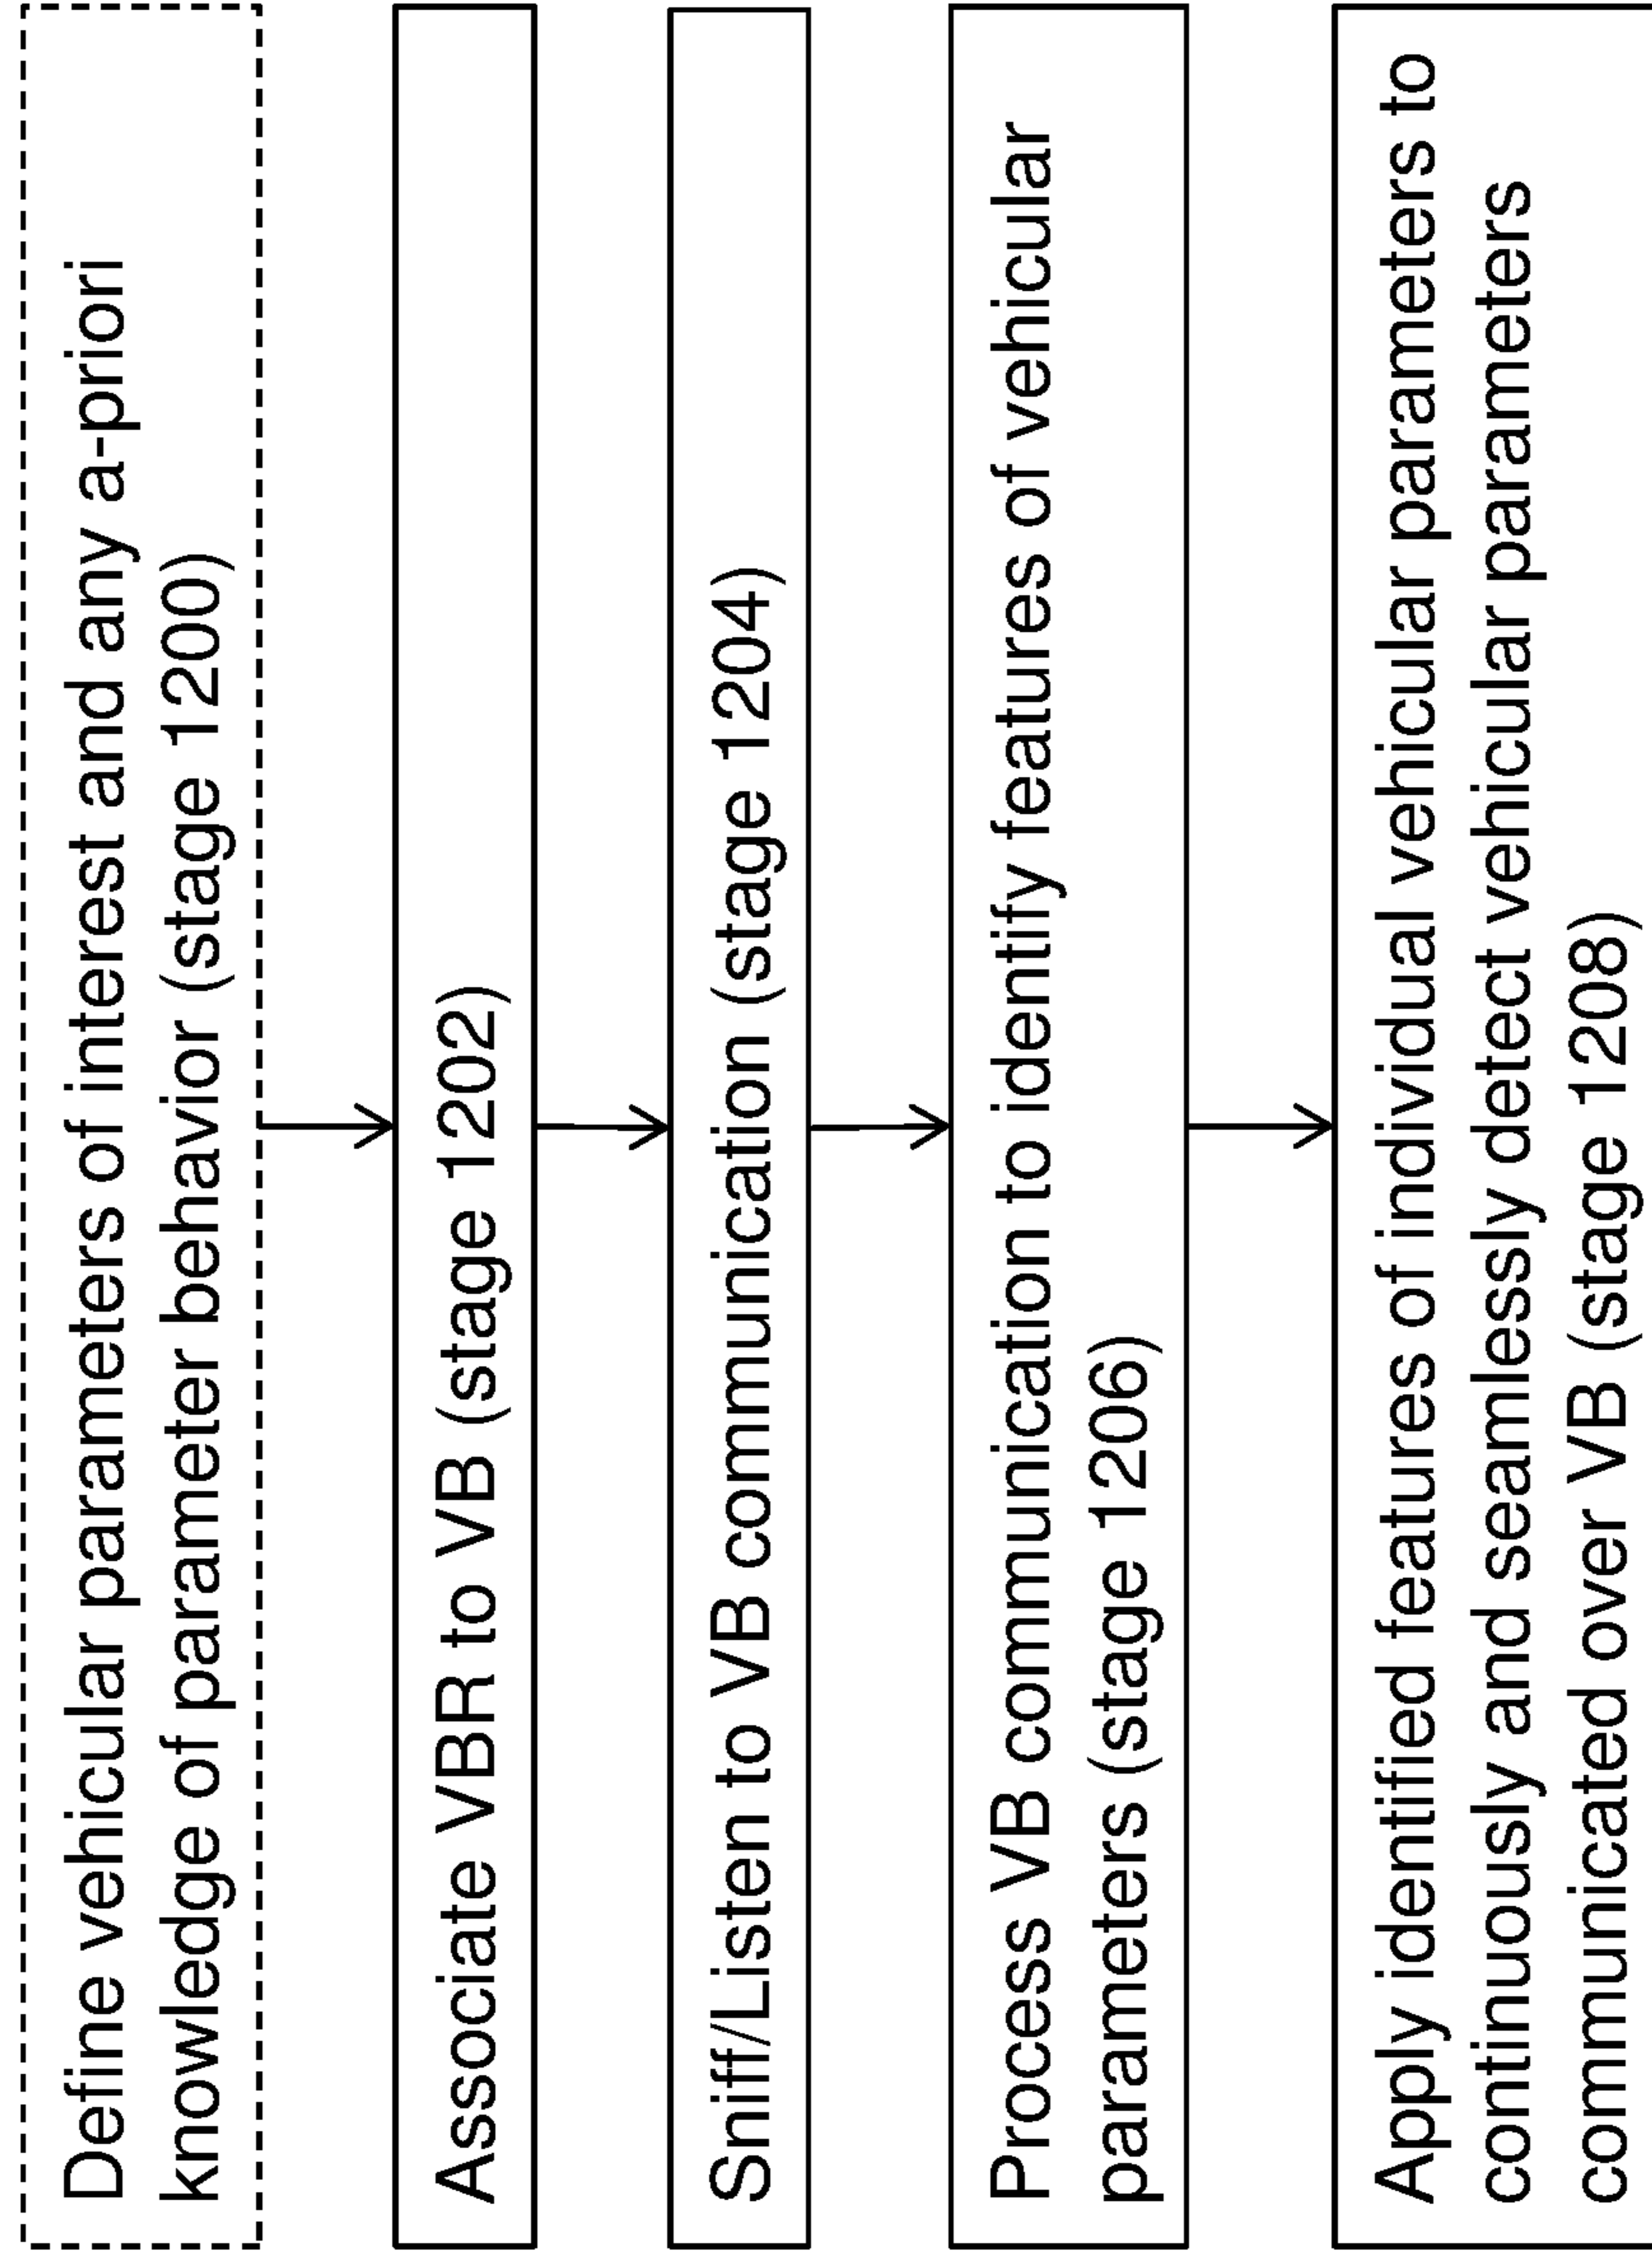 Define vehicular parameters of interest and any a-priori
knowledge of parameter behavior (stage 1200)
Associate VBR to VB (stage 1202)
Sniff/Listen to VB communication (stage 1204)
Process VB communication to identify features of vehicular
parameters (stage 1206)
Apply identified features of individual vehicular parameters to
continuously and seamlessly detect vehicular parameters
communicated over VB (stage 1208)